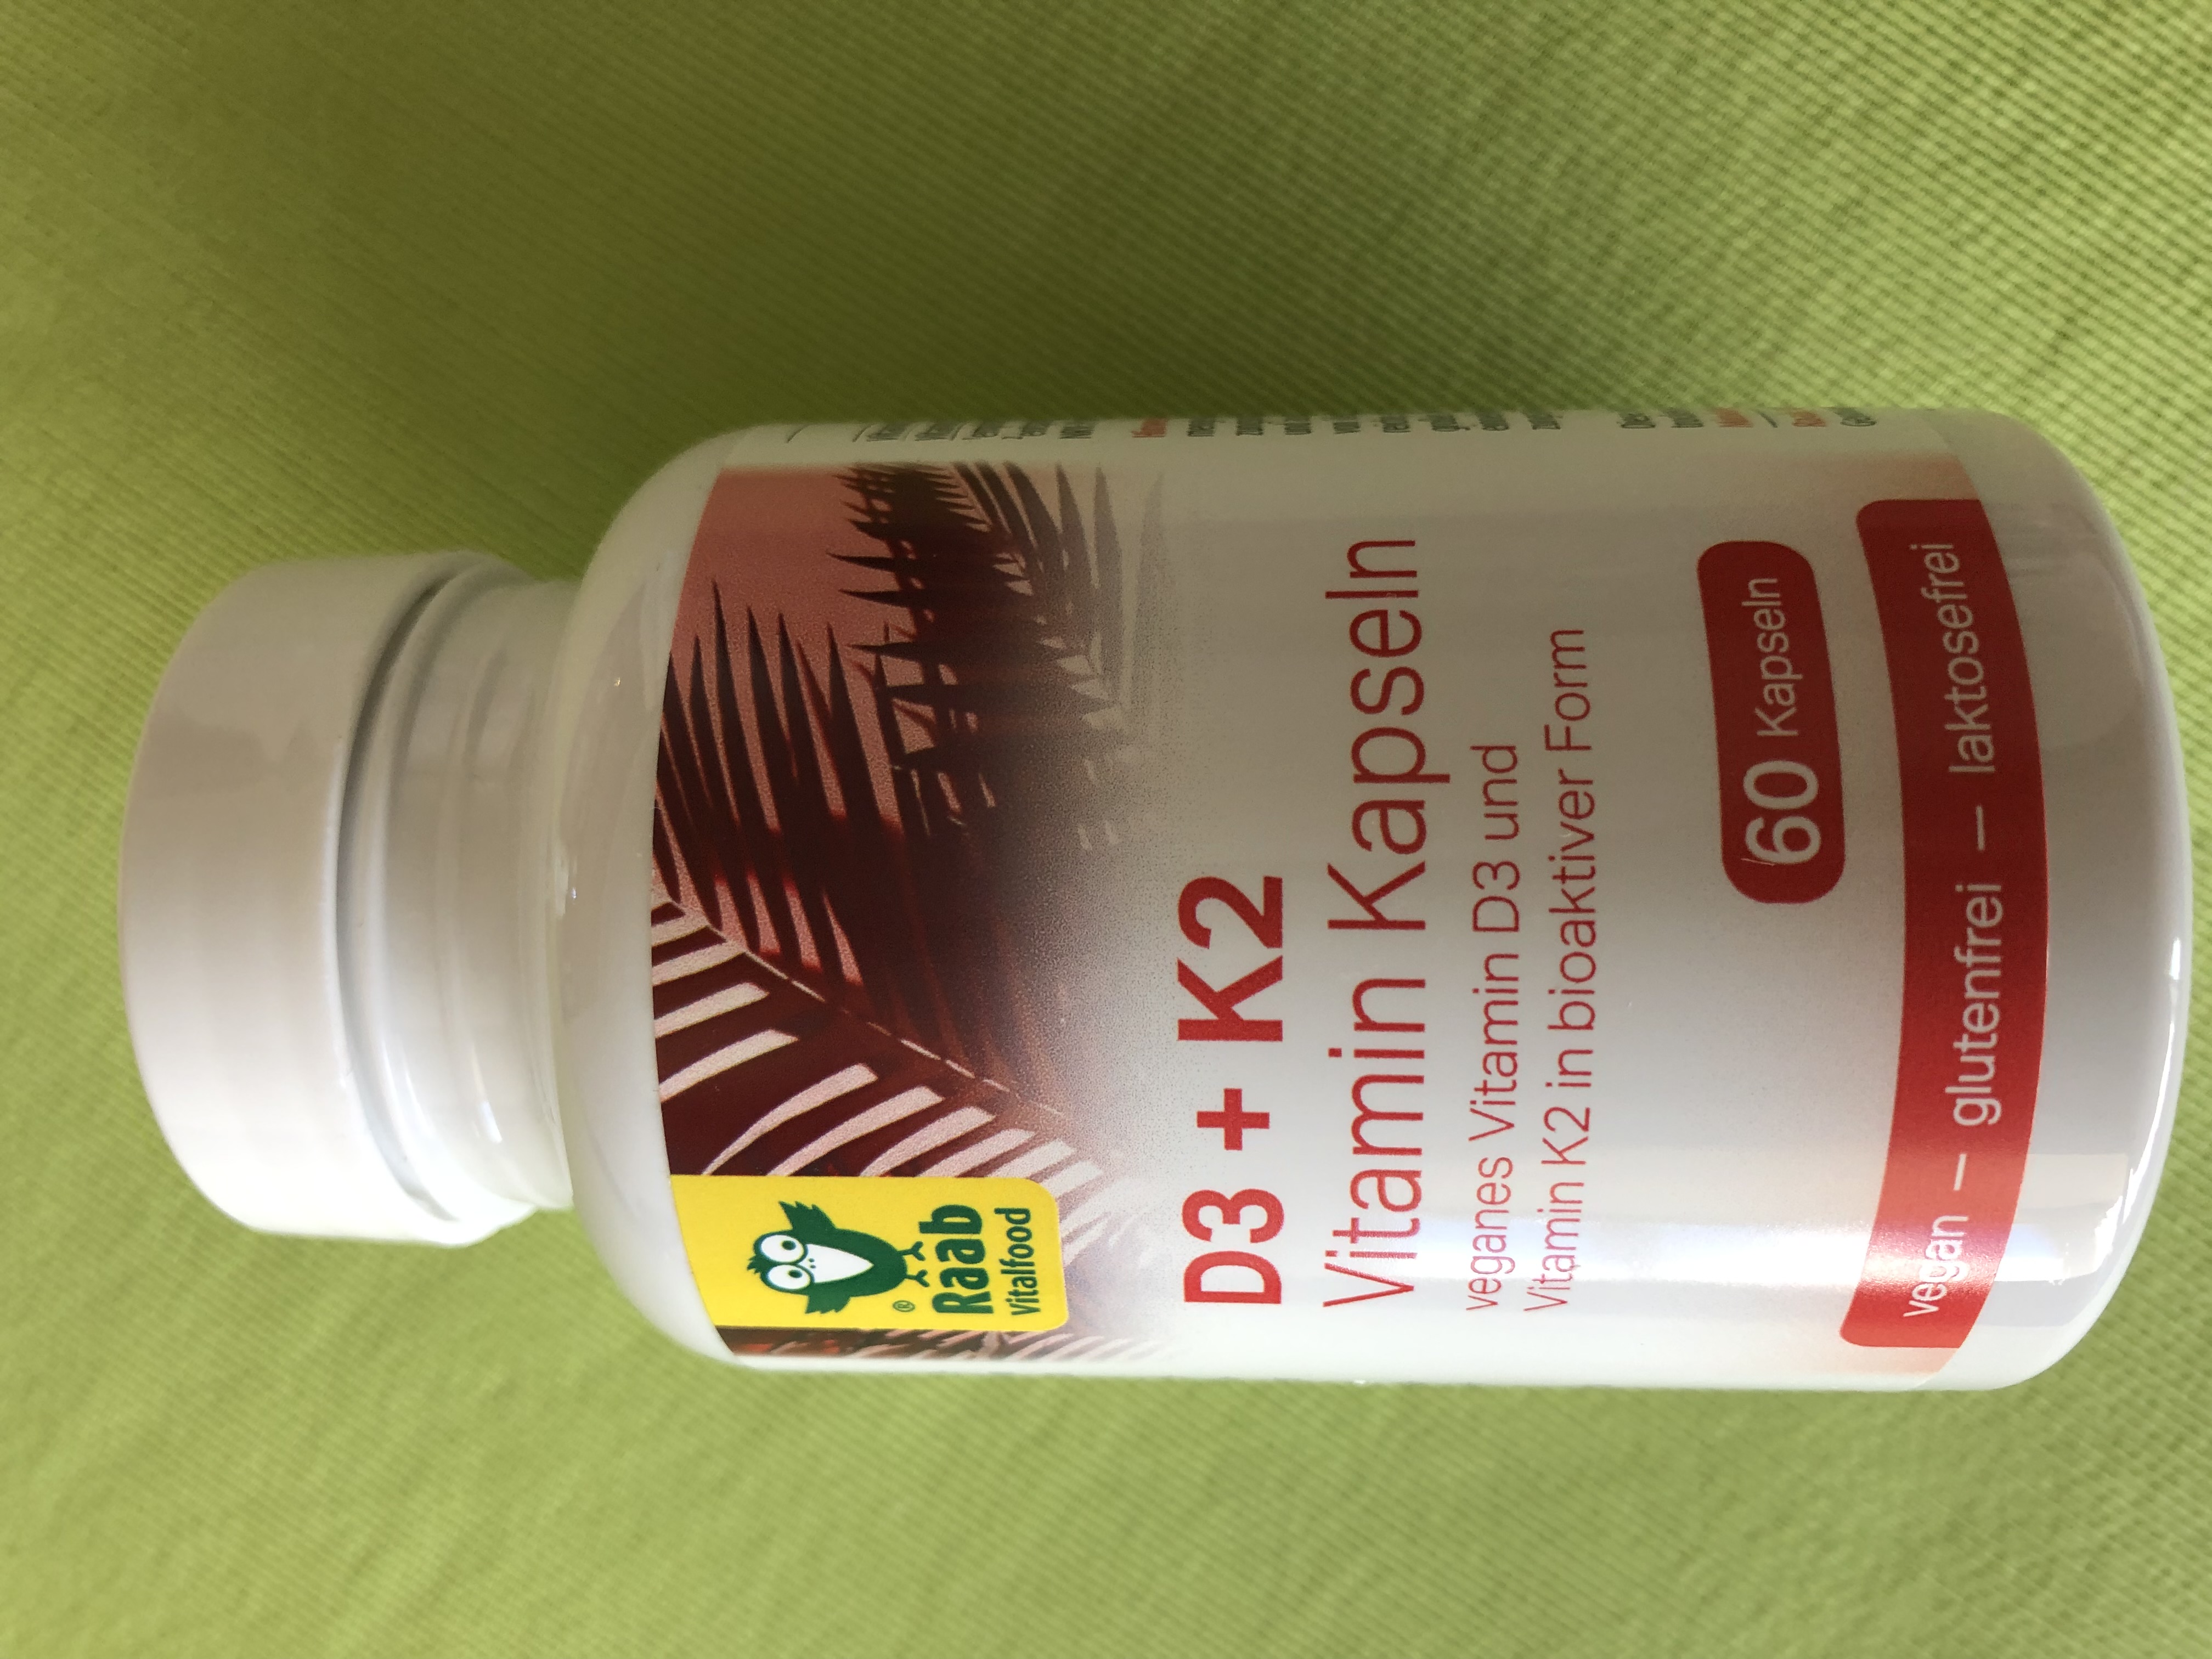 ®
Raab
Vitalfood
D3 + K2
Vitamin Kapseln
veganes Vitamin D3 und
Vitamin K2 in bioaktiver Form
60 Kapseln
vegan – glutenfrei – laktosefrei